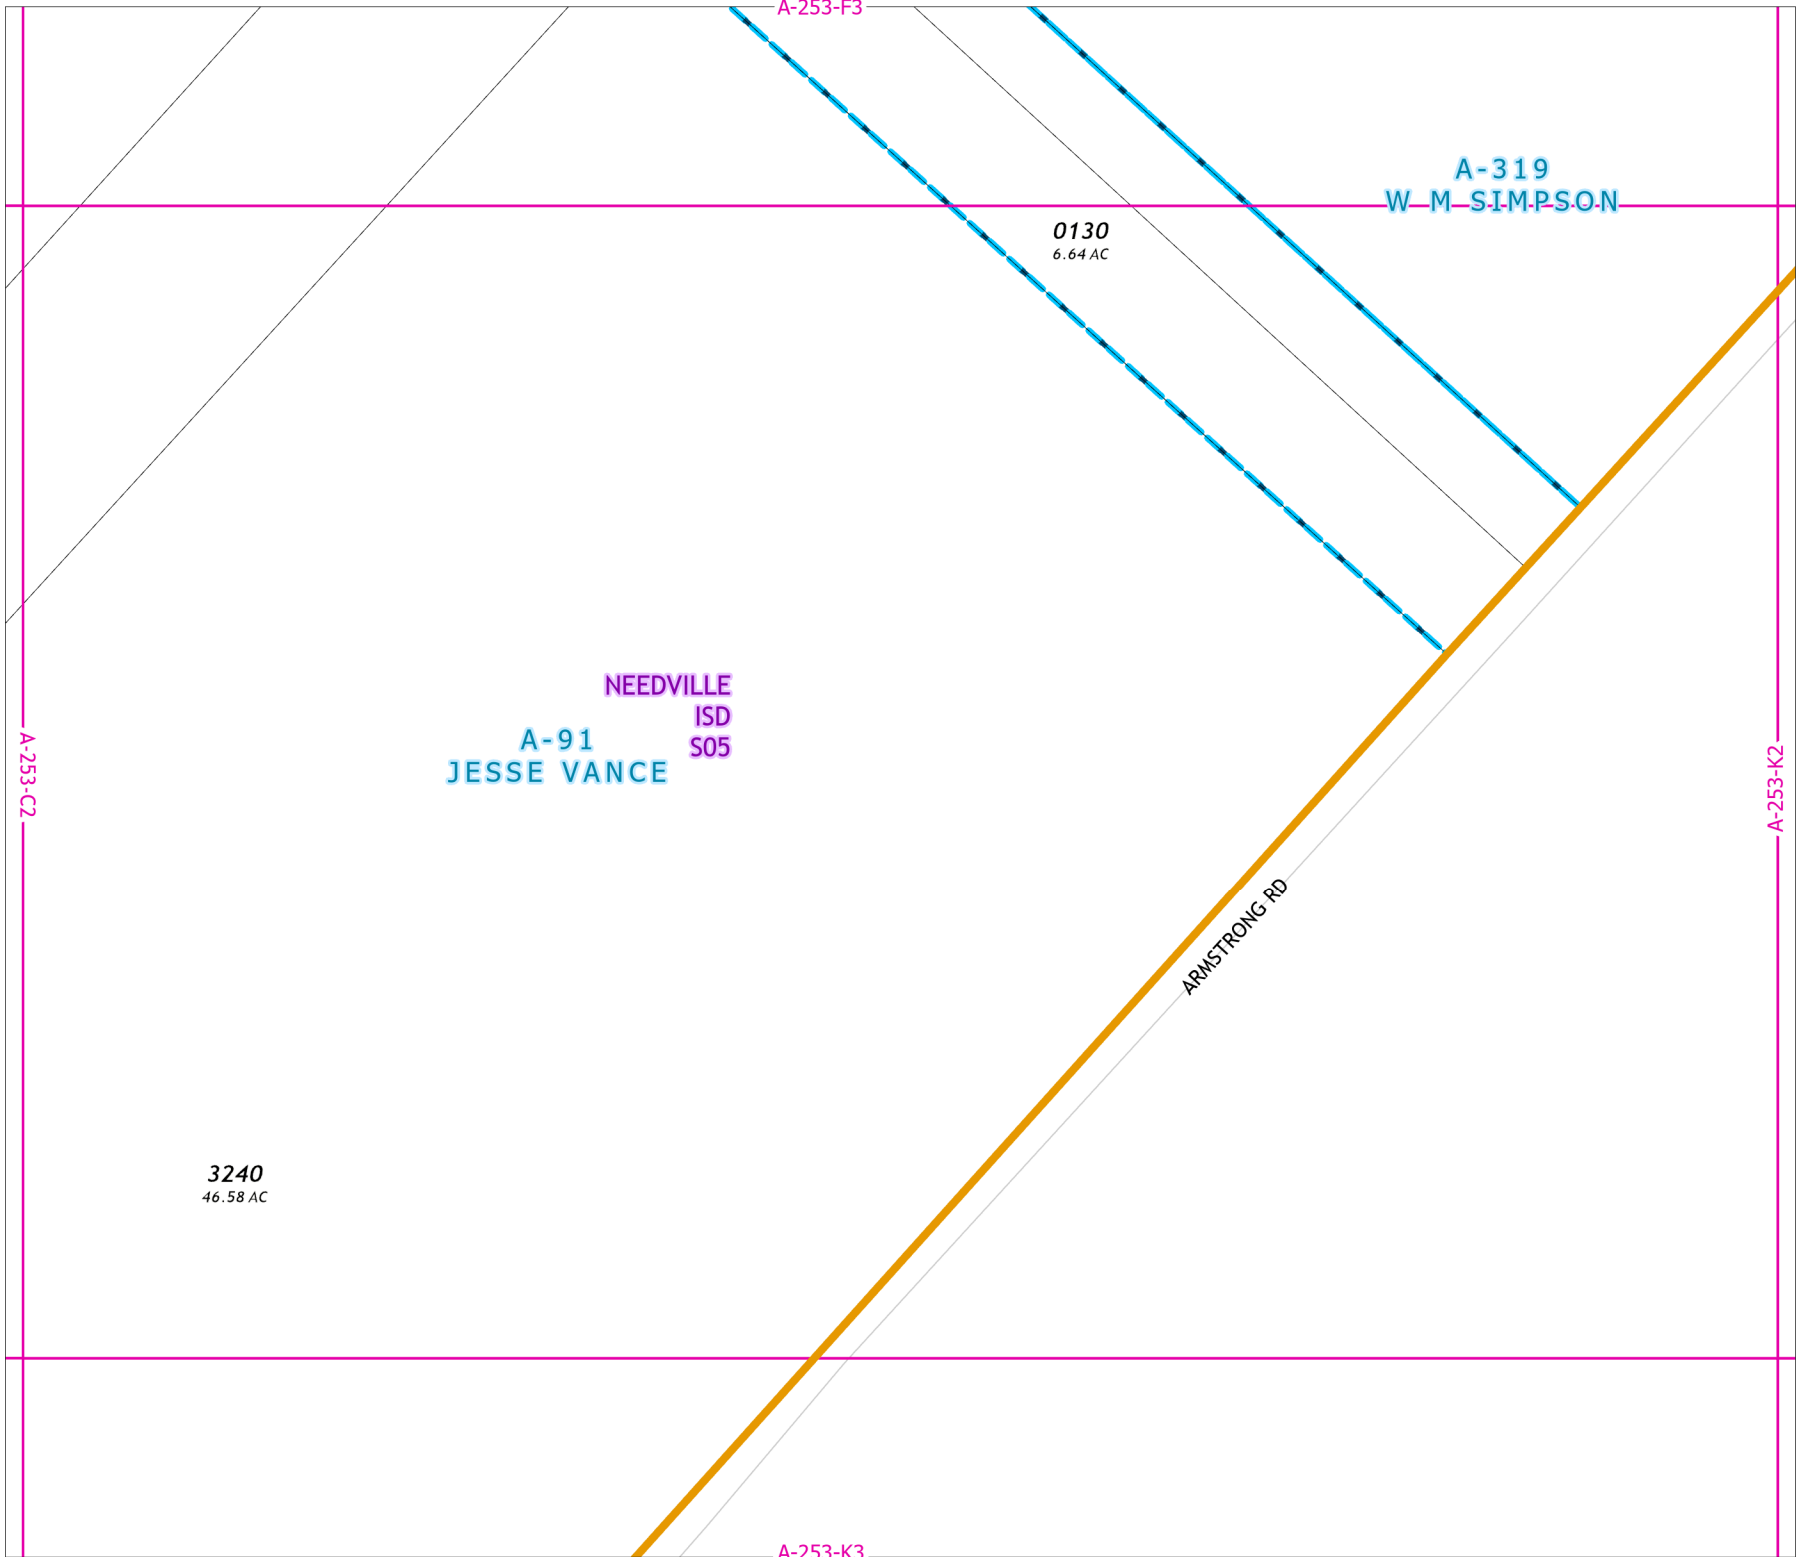 A-253-F3
A-319
W M SIMPSON
0130
6.64 AC
NEEDVILLE
ISD
S05
A-91
JESSE VANCE
A-253-C2
A-253-K2
ARMSTRONG RD
3240
46.58 AC
A-253-K3